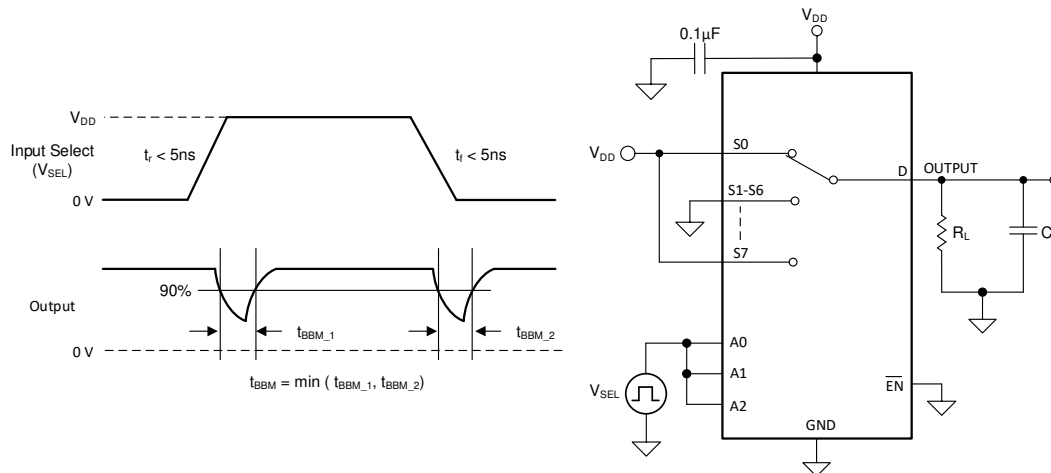 V_DD
Input Select
(V_SEL)
t_r < 5ns
t_f < 5ns
0 V
Output
90%
t_BBM_1
t_BBM_2
0 V
t_BBM = min ( t_BBM_1, t_BBM_2)
V_DD
0.1µF
V_DD
S0
S1-S6
S7
D
OUTPUT
R_L
C
A0
A1
A2
V_SEL
EN
GND